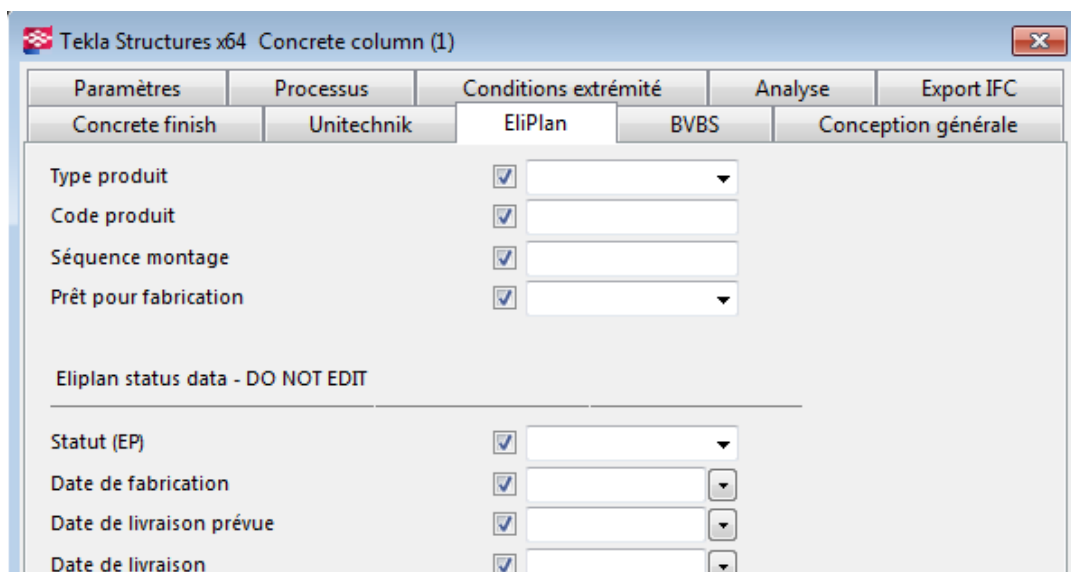 Tekla Structures x64 Concrete column (1)
Paramètres Processus Conditions extrémité Analyse Export IFC
Concrete finish Unitechnik EliPlan BVBS Conception générale
Type produit
Code produit
Séquence montage
Prêt pour fabrication
Eliplan status data - DO NOT EDIT
Statut (EP)
Date de fabrication
Date de livraison prévue
Date de livraison